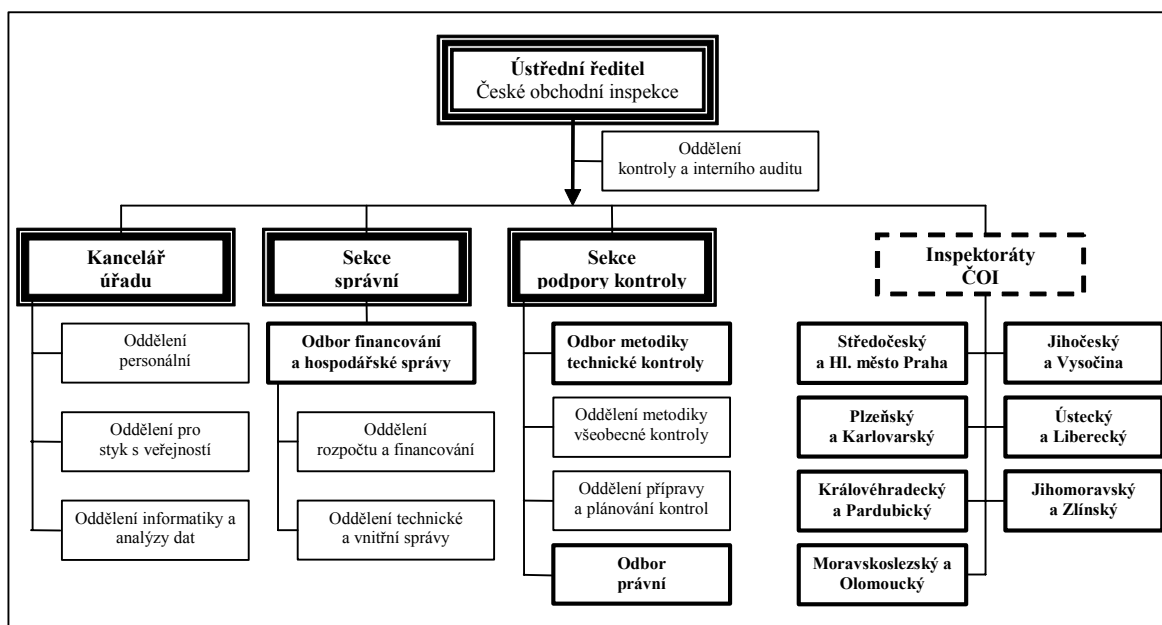 Ústřední ředitel
České obchodní inspekce
Oddělení
kontroly a interního auditu
Kancelář
úřadu
Sekce
správní
Sekce
podpory kontroly
Inspektoráty
ČOI
Oddělení
personální
Oddělení pro
styk s veřejností
Oddělení informatiky a
analýzy dat
Odbor financování
a hospodářské správy
Oddělení
rozpočtu a financování
Oddělení technické
a vnitřní správy
Odbor metodiky
technické kontroly
Oddělení metodiky
všeobecné kontroly
Oddělení přípravy
a plánování kontrol
Odbor
právní
Středočeský
a Hl. město Praha
Jihočeský
a Vysočina
Plzeňský
a Karlovarský
Ústecký
a Liberecký
Královéhradecký
a Pardubický
Jihomoravský
a Zlínský
Moravskoslezský a
Olomoucký